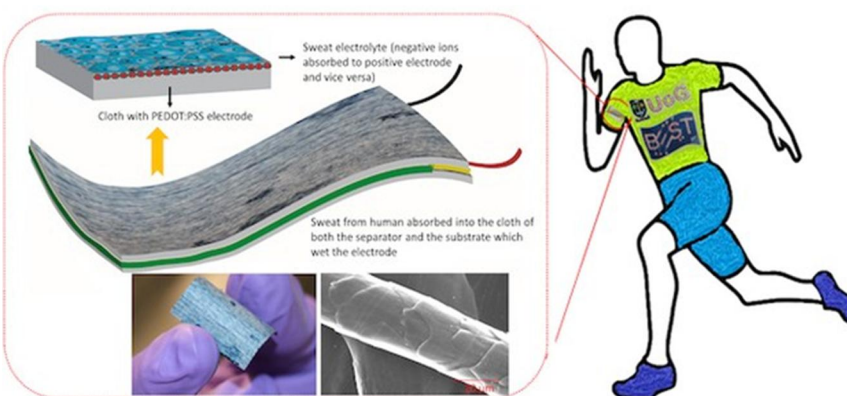 Sweat electrolyte (negative ions
absorbed to positive electrode
and vice versa)
Cloth with PEDOT:PSS electrode
Sweat from human absorbed into the cloth of
both the separator and the substrate which
wet the electrode
UoG
BEST